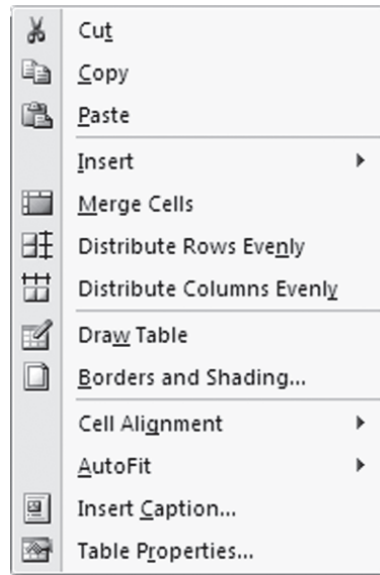 Cut
Copy
Paste
Insert
Merge Cells
Distribute Rows Evenly
Distribute Columns Evenly
Draw Table
Borders and Shading...
Cell Alignment
AutoFit
Insert Caption...
Table Properties...